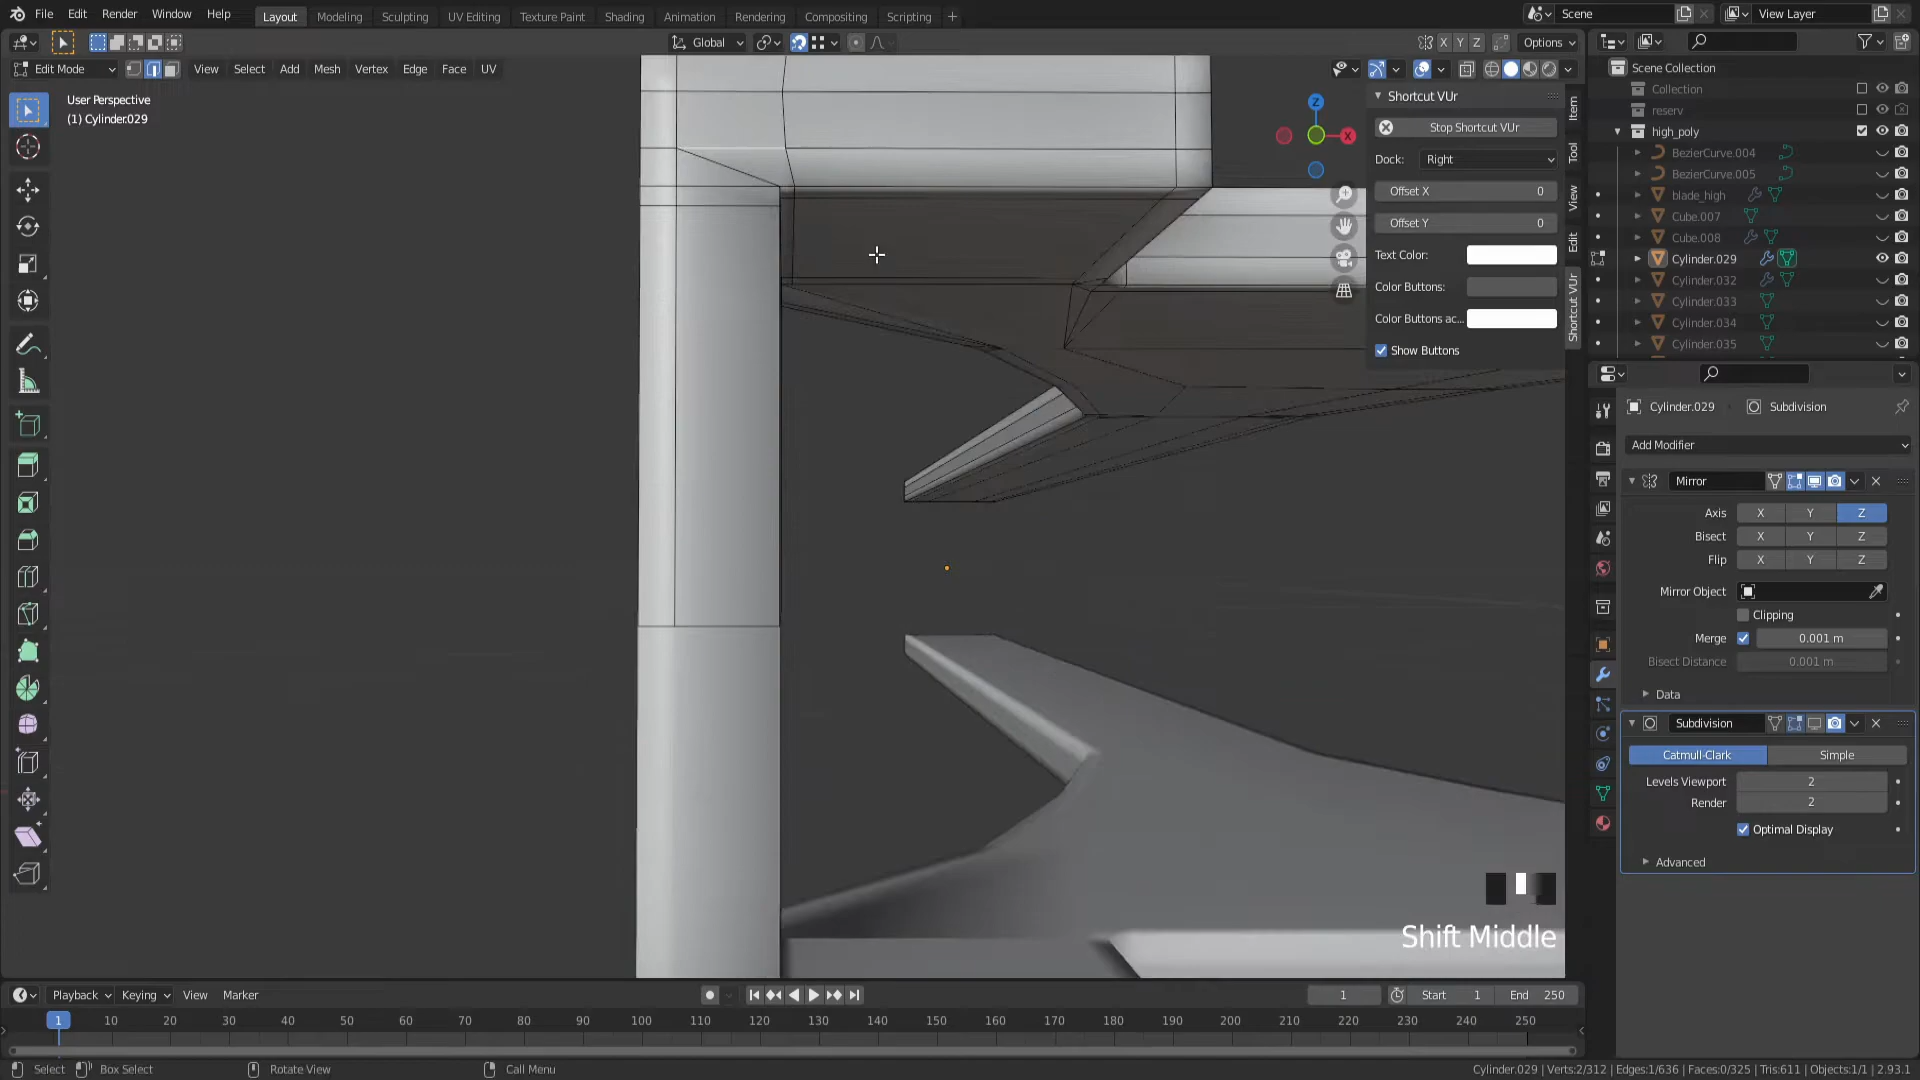 File Edit Render Window Help Layout Modeling Sculpting UV Editing Texture Paint Shading Animation Rendering Compositing Scripting Scene View Layer
Global X Y Z Options
Edit Mode View Select Add Mesh Vertex Edge Face UV
User Perspective
(1) Cylinder.029
Z
X
Shortcut VUr
Stop Shortcut VUr
Dock: Right
Offset X 0
Offset Y 0
Text Color:
Color Buttons:
Color Buttons ac...
Show Buttons
Item
Tool
View
Edit
Shortcut VUr
Scene Collection
Collection
reserv
high_poly
BezierCurve.004
BezierCurve.005
blade_high
Cube.007
Cube.008
Cylinder.029
Cylinder.032
Cylinder.033
Cylinder.034
Cylinder.035
Cylinder.029 Subdivision
Add Modifier
Mirror
Axis X Y Z
Bisect X Y Z
Flip X Y Z
Mirror Object
Clipping
Merge 0.001 m
Bisect Distance 0.001 m
Data
Subdivision
Catmull-Clark Simple
Levels Viewport 2
Render 2
Optimal Display
Advanced
Shift Middle
Playback Keying View Marker 1 Start 1 End 250
1 10 20 30 40 50 60 70 80 90 100 110 120 130 140 150 160 170 180 190 200 210 220 230 240 250
Select Box Select Rotate View Call Menu Cylinder.029 | Verts:2/312 | Edges:1/636 | Faces:0/325 | Tris:611 | Objects:1/1 | 2.93.1